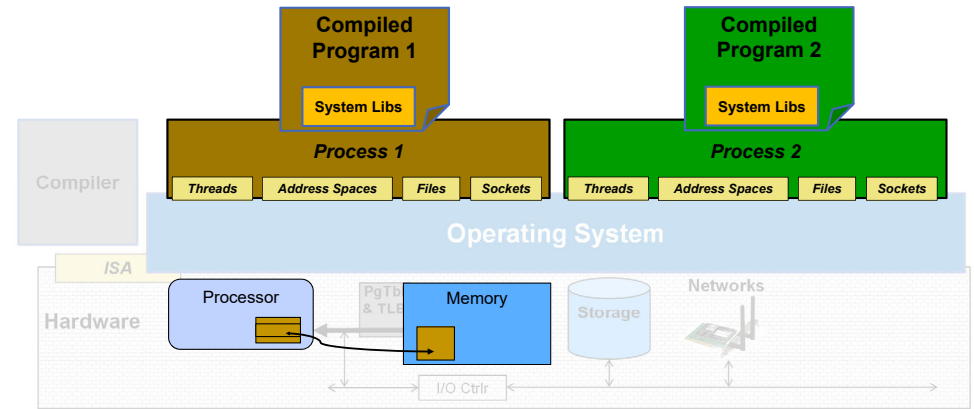 Compiled
Program 1
System Libs
Compiled
Program 2
System Libs
Process 1
Process 2
Compiler
Threads
Address Spaces
Files
Sockets
Threads
Address Spaces
Files
Sockets
Operating System
ISA
Hardware
Processor
PgTbl
& TLB
Memory
Storage
Networks
I/O Ctrlr